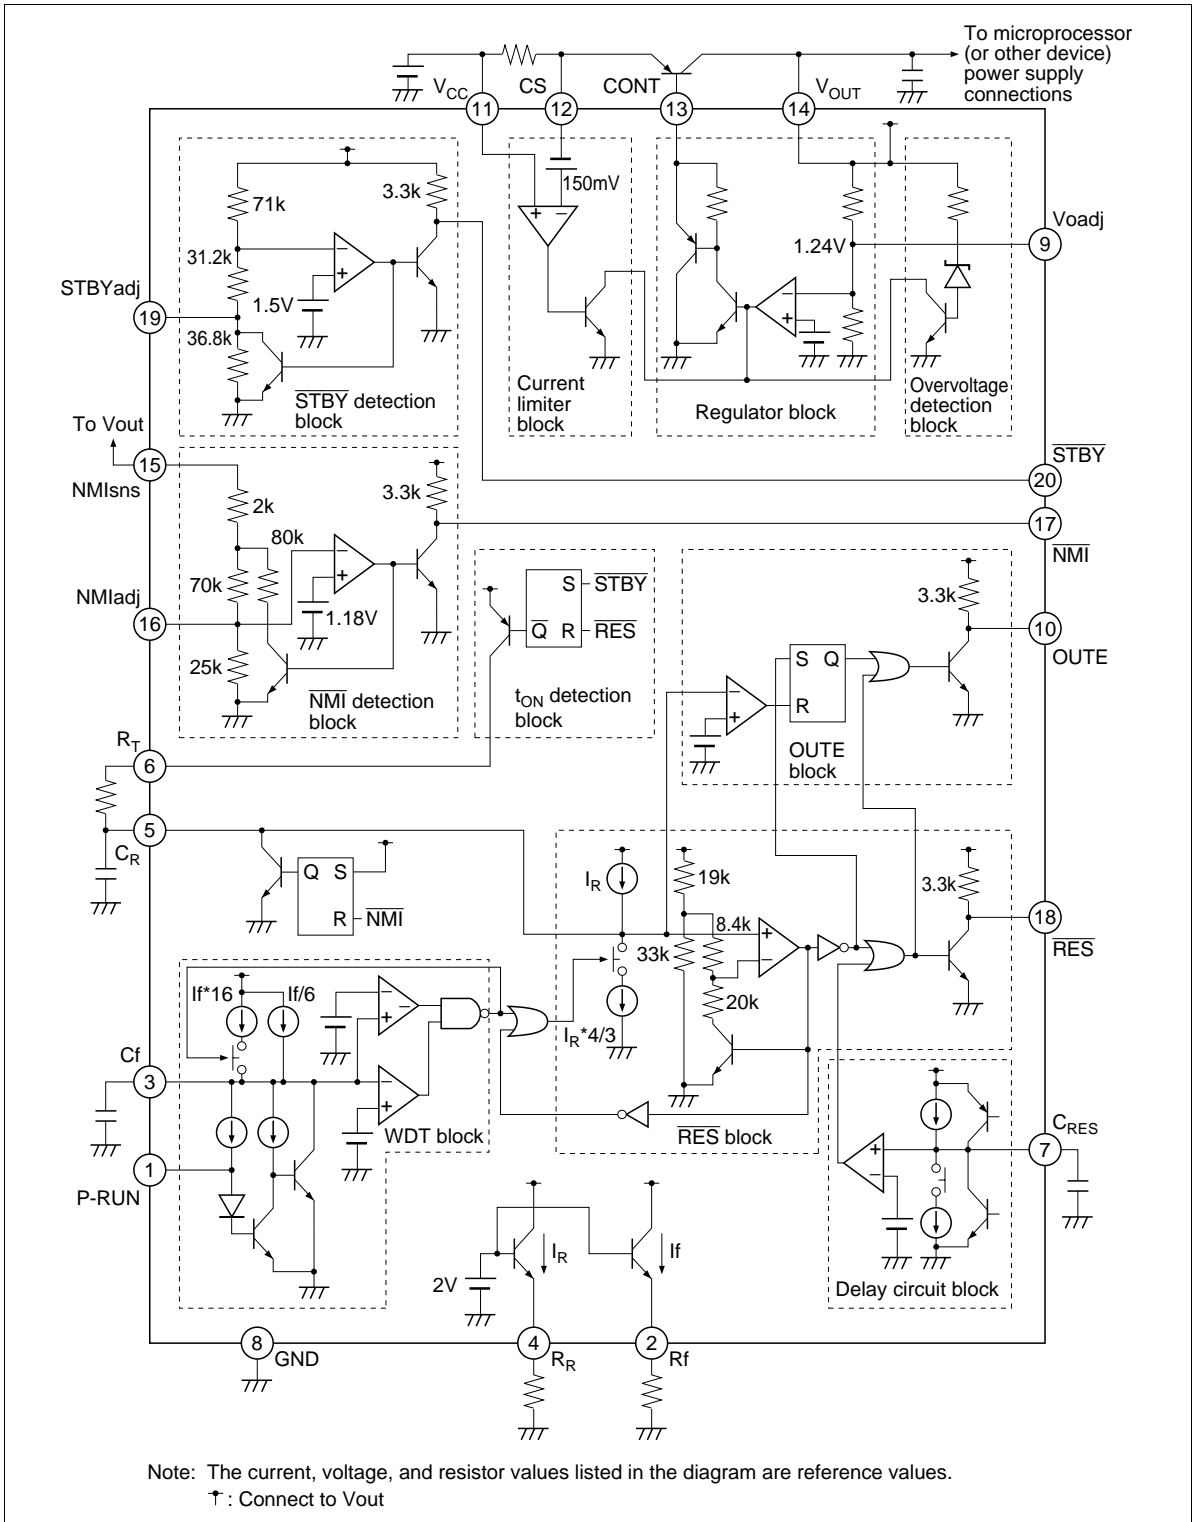 To microprocessor
(or other device)
power supply
connections
VCC
CS
CONT
VOUT
11
12
13
14
71k
3.3k
150mV
+
−
31.2k
−
+
1.5V
STBYadj
19
36.8k
STBY detection
block
Current
limiter
block
1.24V
−
+
Regulator block
Overvoltage
detection
block
Voadj
9
To Vout
15
NMIsns
2k
3.3k
80k
70k
−
+
1.18V
NMIadj
16
25k
NMI detection
block
STBY
20
17
NMI
S
STBY
Q
R
RES
tON detection
block
3.3k
10
OUTE
S
Q
R
−
+
OUTE
block
RT
6
5
CR
Q
S
R
NMI
IR
19k
8.4k
33k
20k
+
−
3.3k
18
RES
IR*4/3
RES block
If*16
If/6
−
−
+
−
+
WDT block
Cf
3
1
P-RUN
CRES
7
+
−
Delay circuit block
2V
IR
If
8
GND
4
RR
2
Rf
Note: The current, voltage, and resistor values listed in the diagram are reference values.
: Connect to Vout